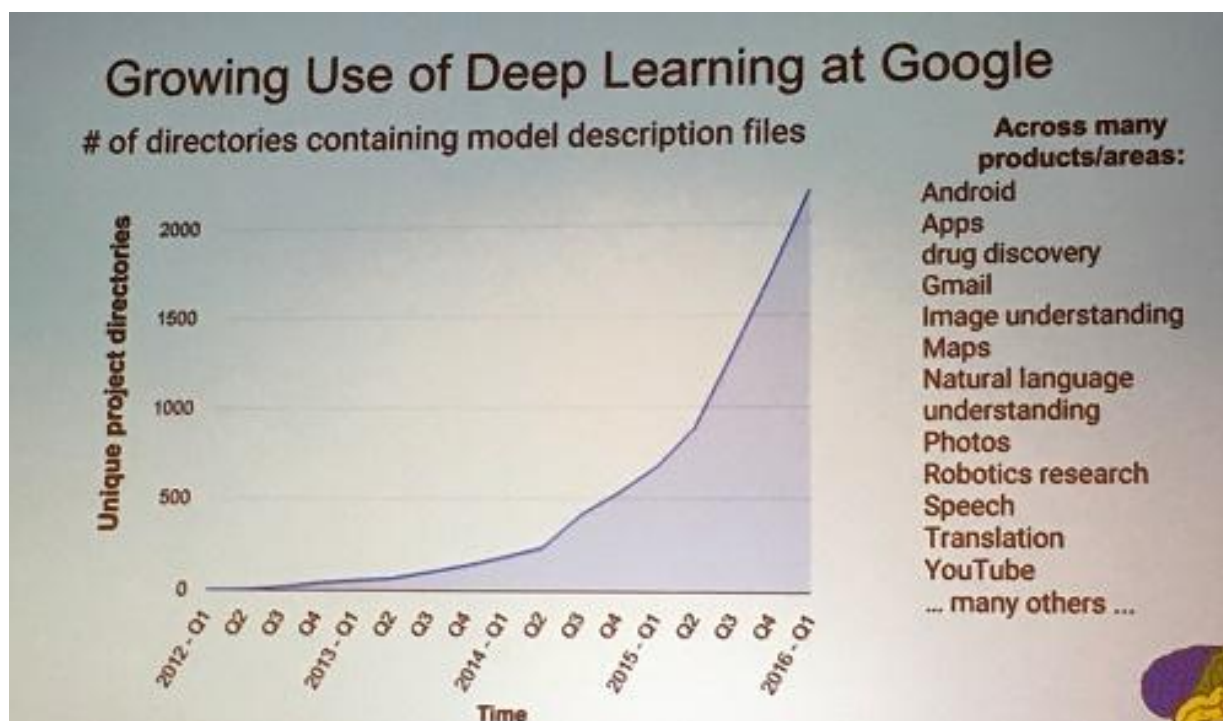 Growing Use of Deep Learning at Google
# of directories containing model description files
Unique project directories
2000
1500
1000
500
0
2012 - Q1
Q2
Q3
Q4
2013 - Q1
Q2
Q3
Q4
2014 - Q1
Q2
Q3
Q4
2015 - Q1
Q2
Q3
Q4
2016 - Q1
Time
Across many
products/areas:
Android
Apps
drug discovery
Gmail
Image understanding
Maps
Natural language
understanding
Photos
Robotics research
Speech
Translation
YouTube
... many others ...